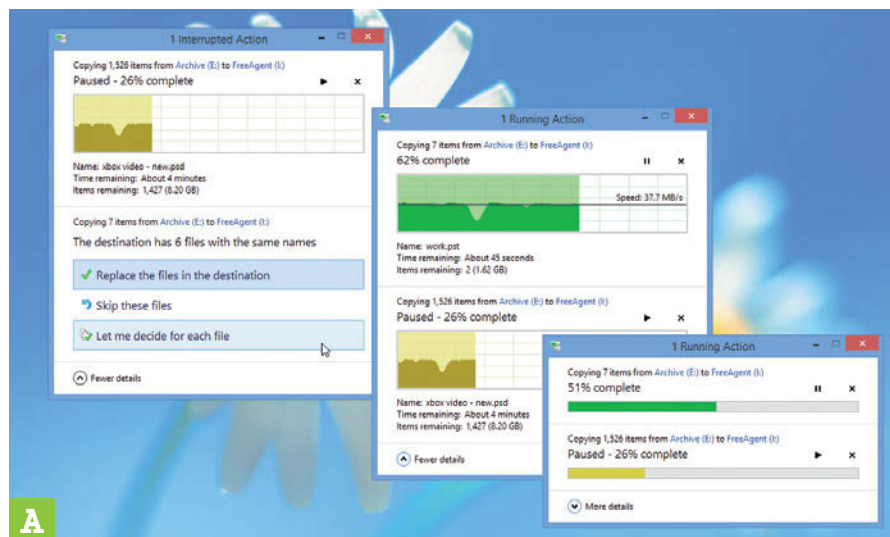 1 Interrupted Action
Copying 1,526 items from Archive (E:) to FreeAgent (I:)
Paused - 26% complete
Name: xbox video - new.psd
Time remaining: About 4 minutes
Items remaining: 1,427 (8.20 GB)
Copying 7 items from Archive (E:) to FreeAgent (I:)
The destination has 6 files with the same names
Replace the files in the destination
Skip these files
Let me decide for each file
Fewer details
1 Running Action
Copying 7 items from Archive (E:) to FreeAgent (I:)
62% complete
Speed: 37.7 MB/s
Name: work.pst
Time remaining: About 45 seconds
Items remaining: 2 (1.62 GB)
Copying 1,526 items from Archive (E:) to FreeAgent (I:)
Paused - 26% complete
Name: xbox video - new.psd
Time remaining: About 4 minutes
Items remaining: 1,427 (8.20 GB)
Fewer details
1 Running Action
Copying 7 items from Archive (E:) to FreeAgent (I:)
51% complete
Copying 1,526 items from Archive (E:) to FreeAgent (I:)
Paused - 26% complete
More details
A